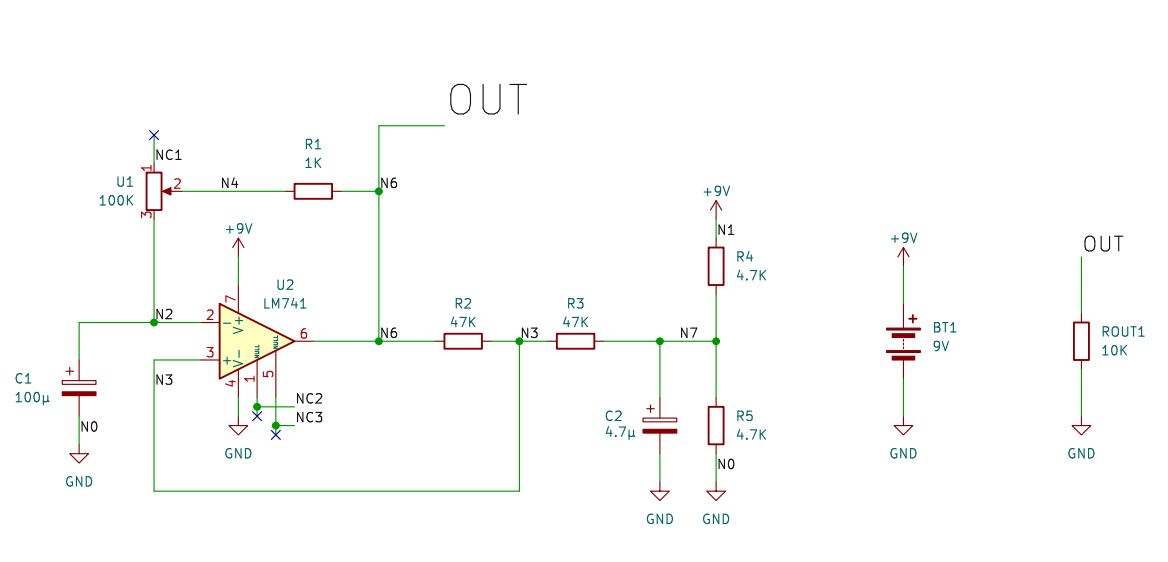 OUT
R1
1K
NC1
1
U1
100K
2
N4
N6
3
+9V
+9V
N1
R4
4.7K
+9V
OUT
U2
LM741
7
V+
N2
2
-
6
N6
R2
47K
N3
R3
47K
N7
BT1
9V
ROUT1
10K
3
+
V-
NULL
NULL
N3
4
1
5
C1
100µ
+
N0
NC2
NC3
GND
GND
C2
4.7µ
+
R5
4.7K
N0
GND
GND
+
GND
GND